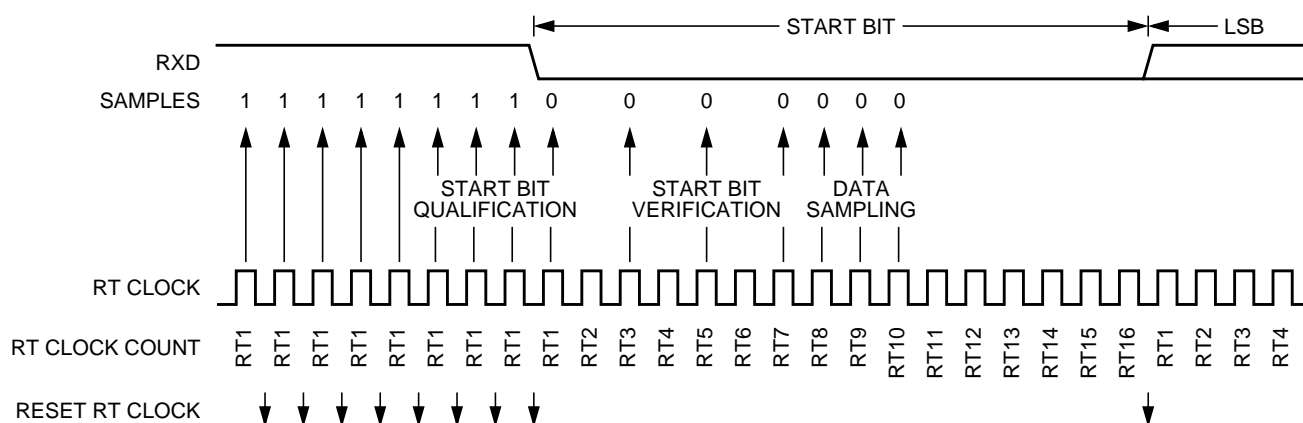 START BIT LSB
RXD
SAMPLES 1 1 1 1 1 1 1 1 0 0 0 0 0 0 0
START BIT QUALIFICATION
START BIT VERIFICATION
DATA SAMPLING
RT CLOCK
RT CLOCK COUNT RT1 RT1 RT1 RT1 RT1 RT1 RT1 RT1 RT1 RT2 RT3 RT4 RT5 RT6 RT7 RT8 RT9 RT10 RT11 RT12 RT13 RT14 RT15 RT16 RT1 RT2 RT3 RT4
RESET RT CLOCK